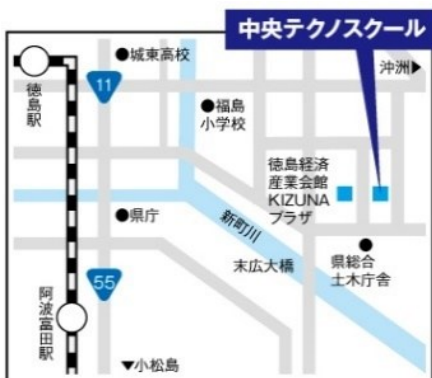 中央テクノスクール
城東高校
沖洲▶
徳島駅
11
福島
小学校
徳島経済
産業会館
KIZUNA
プラザ
県庁
新町川
県総合
土木庁舎
末広大橋
55
阿波富田駅
▼小松島